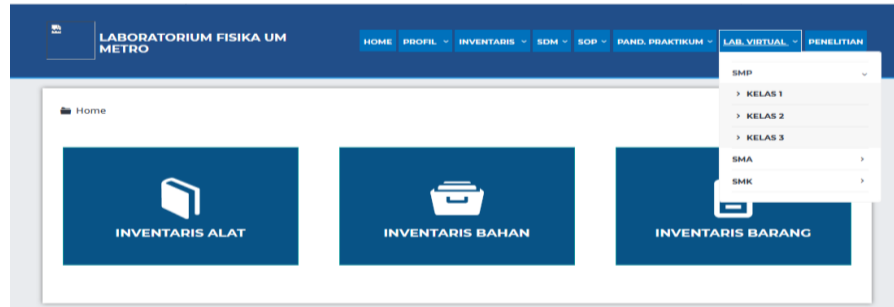 LABORATORIUM FISIKA UM
METRO
HOME PROFIL INVENTARIS SDM SOP PAND. PRAKTIKUM LAB. VIRTUAL PENELITIAN
SMP
KELAS 1
KELAS 2
KELAS 3
SMA
SMK
Home
INVENTARIS ALAT
INVENTARIS BAHAN
INVENTARIS BARANG